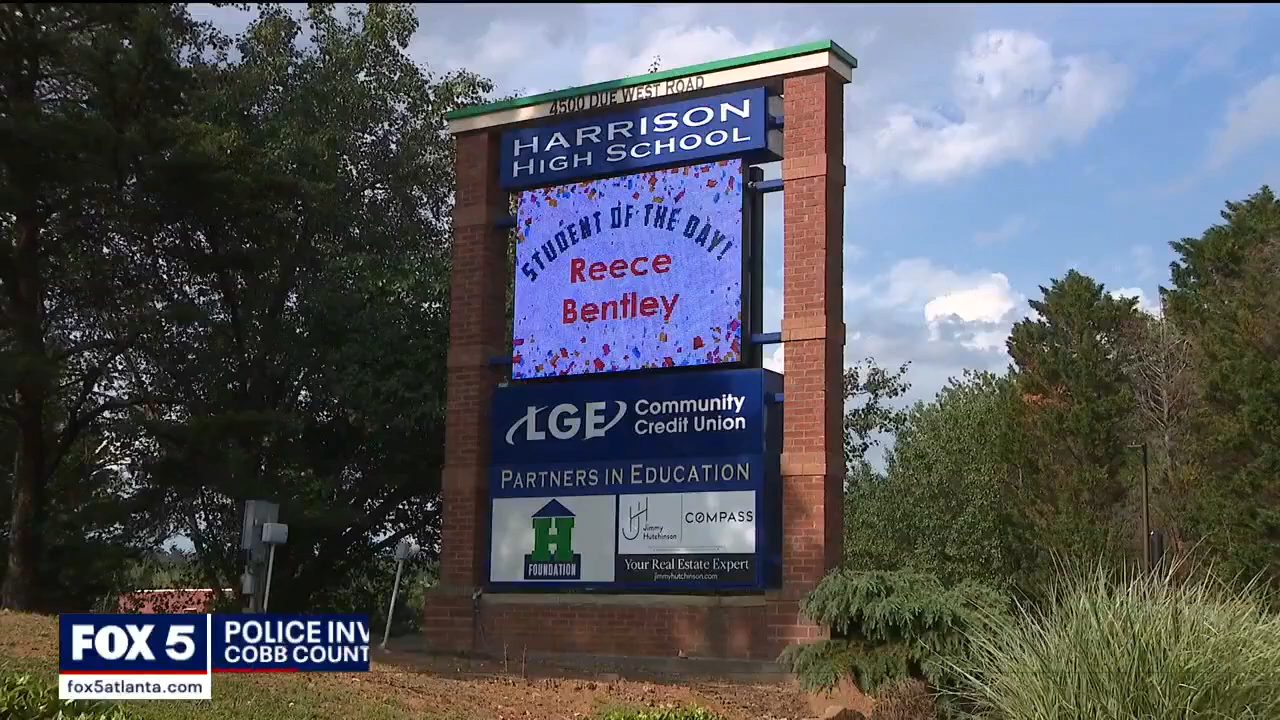 4500 DUE WEST ROAD
HARRISON
HIGH SCHOOL
STUDENT OF THE DAY!
Reece
Bentley
LGE Community
Credit Union
PARTNERS IN EDUCATION
H
FOUNDATION
JH
Jimmy
Hutchinson
COMPASS
Your Real Estate Expert
jimmyhutchinson.com
FOX 5
fox5atlanta.com
POLICE INV
COBB COUNT